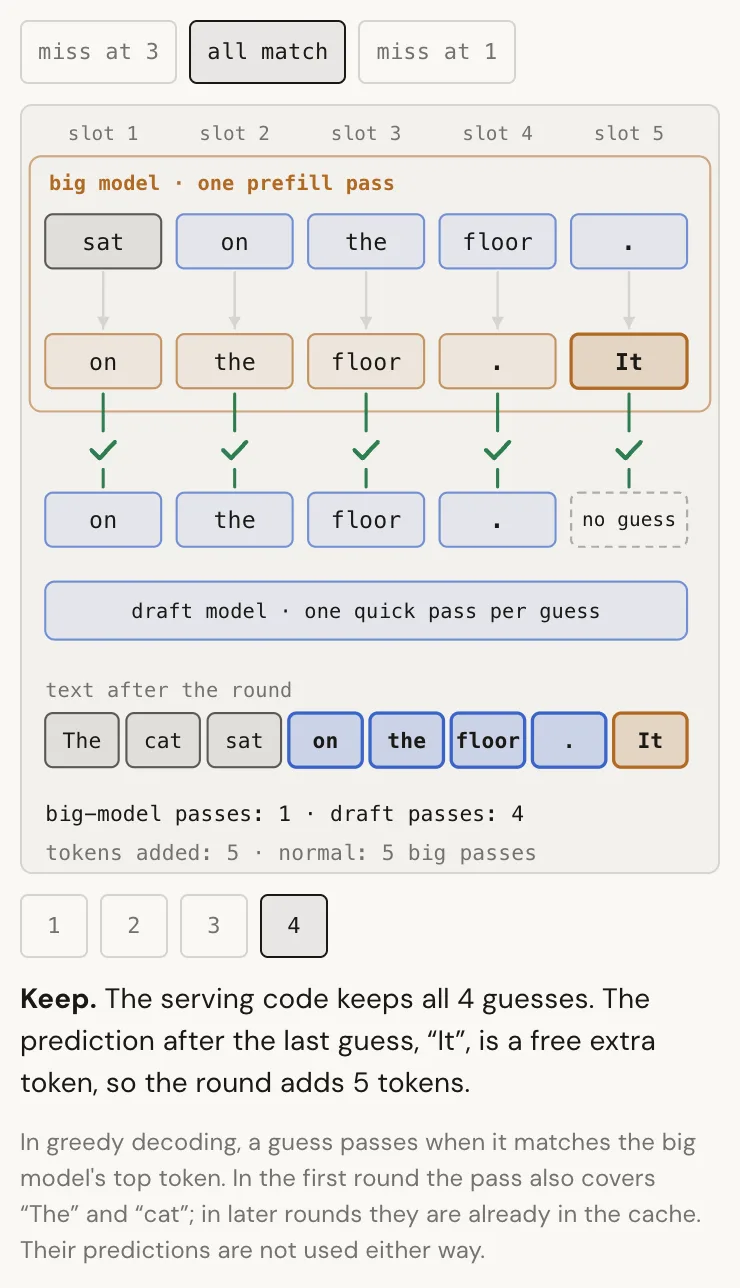 miss at 3 all match miss at 1
slot 1 slot 2 slot 3 slot 4 slot 5
big model · one prefill pass
sat on the floor .
on the floor . It
on the floor . no guess
draft model · one quick pass per guess
text after the round
The cat sat on the floor . It
big-model passes: 1 · draft passes: 4
tokens added: 5 · normal: 5 big passes
1 2 3 4
Keep. The serving code keeps all 4 guesses. The
prediction after the last guess, “It”, is a free extra
token, so the round adds 5 tokens.
In greedy decoding, a guess passes when it matches the big
model's top token. In the first round the pass also covers
“The” and “cat”; in later rounds they are already in the cache.
Their predictions are not used either way.